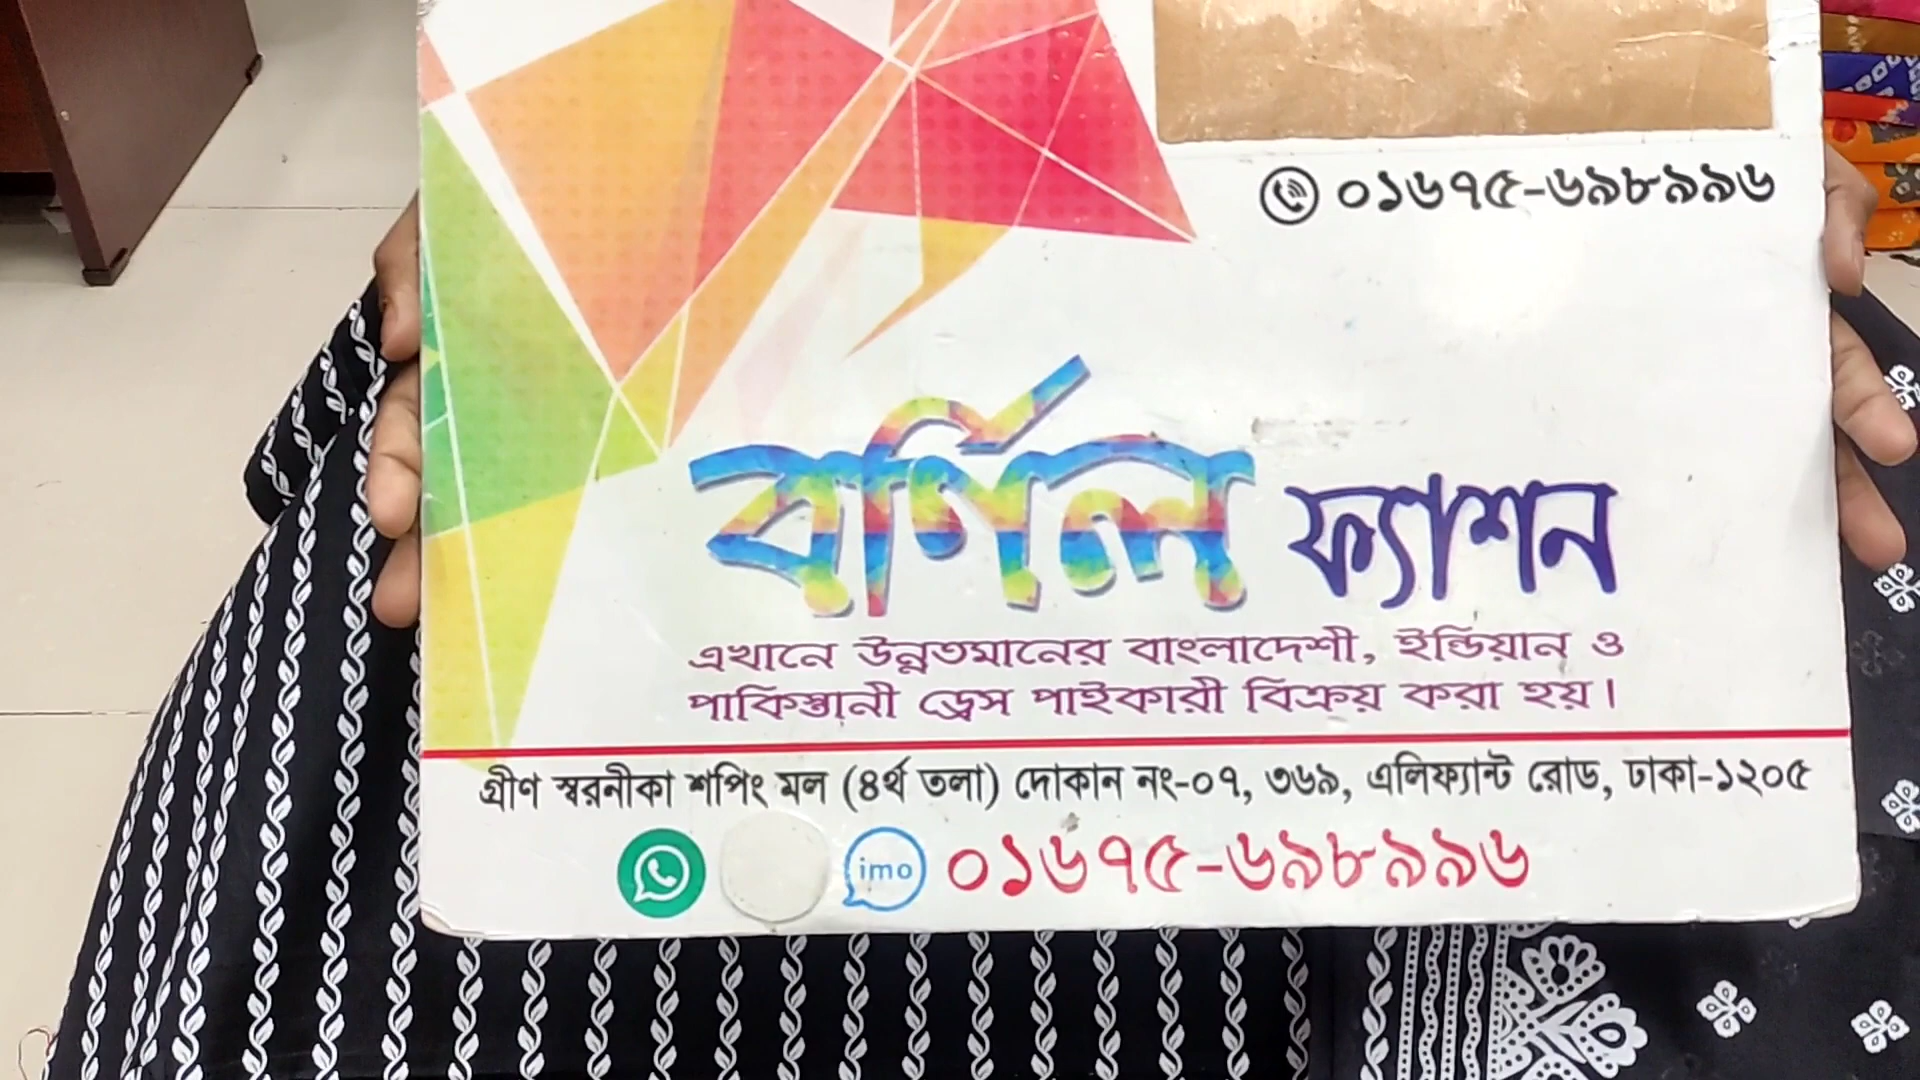 ০১৬৭৫-৬৯৮৯৯৬
বর্ণিল ফ্যাশন
এখানে উন্নতমানের বাংলাদেশী, ইন্ডিয়ান ও
পাকিস্তানী ড্রেস পাইকারী বিক্রয় করা হয়।
গ্রীণ স্বরনীকা শপিং মল (৪র্থ তলা) দোকান নং-০৭, ৩৬৯, এলিফ্যান্ট রোড, ঢাকা-১২০৫
imo ০১৬৭৫-৬৯৮৯৯৬